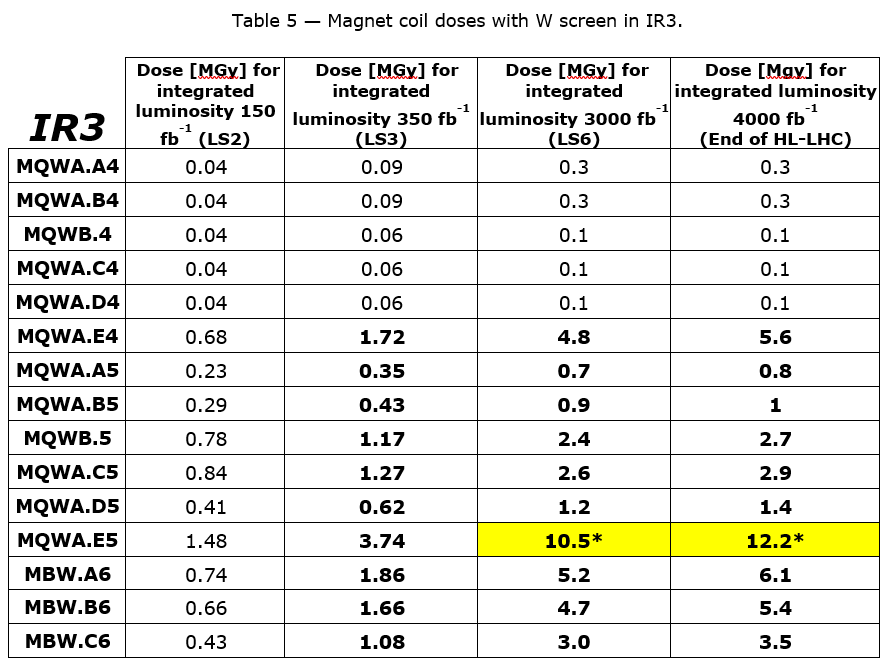 Table 5 — Magnet coil doses with W screen in IR3.
IR3 Dose [MGy] for integrated luminosity 150 fb-1 (LS2) Dose [MGy] for integrated luminosity 350 fb-1 (LS3) Dose [MGy] for integrated luminosity 3000 fb-1 (LS6) Dose [Mgy] for integrated luminosity 4000 fb-1 (End of HL-LHC)
MQWA.A4 0.04 0.09 0.3 0.3
MQWA.B4 0.04 0.09 0.3 0.3
MQWB.4 0.04 0.06 0.1 0.1
MQWA.C4 0.04 0.06 0.1 0.1
MQWA.D4 0.04 0.06 0.1 0.1
MQWA.E4 0.68 1.72 4.8 5.6
MQWA.A5 0.23 0.35 0.7 0.8
MQWA.B5 0.29 0.43 0.9 1
MQWB.5 0.78 1.17 2.4 2.7
MQWA.C5 0.84 1.27 2.6 2.9
MQWA.D5 0.41 0.62 1.2 1.4
MQWA.E5 1.48 3.74 10.5* 12.2*
MBW.A6 0.74 1.86 5.2 6.1
MBW.B6 0.66 1.66 4.7 5.4
MBW.C6 0.43 1.08 3.0 3.5